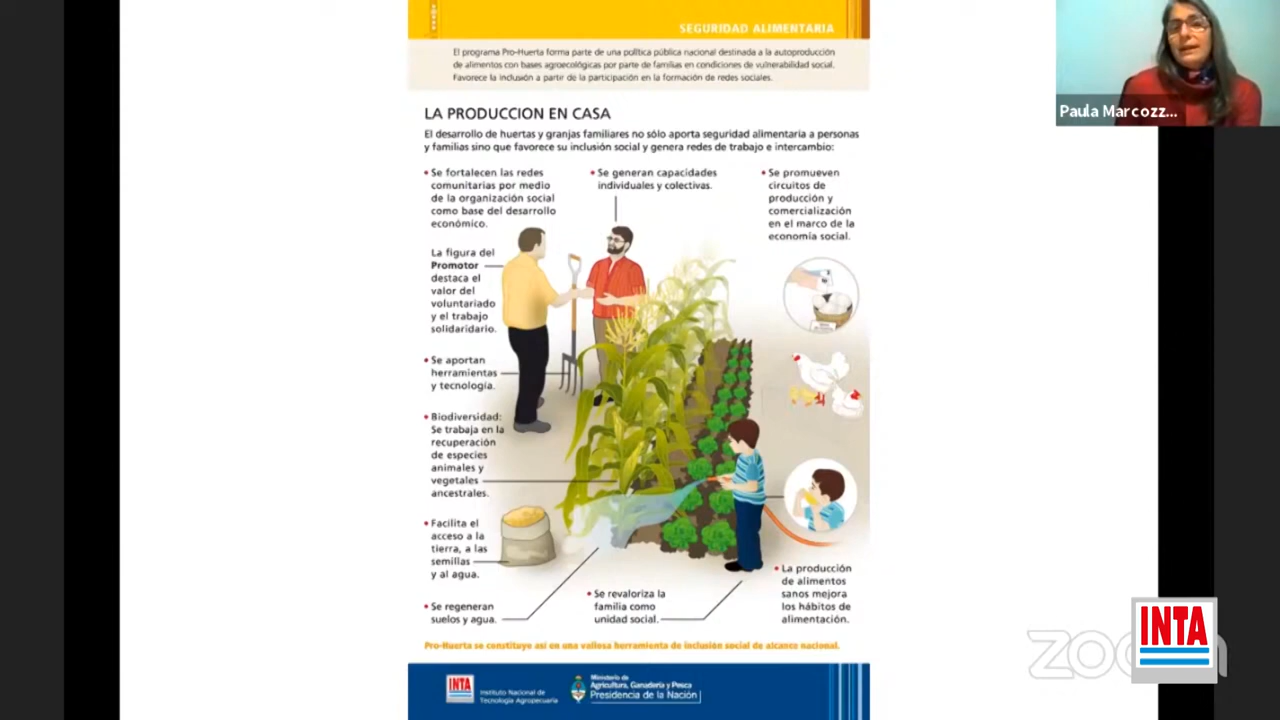 SEGURIDAD ALIMENTARIA
El programa Pro-Huerta forma parte de una política pública nacional destinada a la autoproducción
de alimentos con bases agroecológicas por parte de familias en condiciones de vulnerabilidad social.
Favorece la inclusión a partir de la participación en la formación de redes sociales.
Paula Marcozz...
LA PRODUCCION EN CASA
El desarrollo de huertas y granjas familiares no sólo aporta seguridad alimentaria a personas
y familias sino que favorece su inclusión social y genera redes de trabajo e intercambio:
• Se fortalecen las redes
comunitarias por medio
de la organización social
como base del desarrollo
económico.
• Se generan capacidades
individuales y colectivas.
• Se promueven
circuitos de
producción y
comercialización
en el marco de la
economía social.
La figura del
Promotor
destaca el
valor del
voluntariado
y el trabajo
solidaridario.
• Se aportan
herramientas
y tecnología.
• Biodiversidad:
Se trabaja en la
recuperación
de especies
animales y
vegetales
ancestrales.
• Facilita el
acceso a la
tierra, a las
semillas
y al agua.
• Se regeneran
suelos y agua.
• Se revaloriza la
familia como
unidad social.
• La producción
de alimentos
sanos mejora
los hábitos de
alimentación.
Pro-Huerta se constituye así en una valiosa herramienta de inclusión social de alcance nacional.
INTA
Instituto Nacional de
Tecnología Agropecuaria
Ministerio de
Agricultura, Ganadería y Pesca
Presidencia de la Nación
zoom
INTA